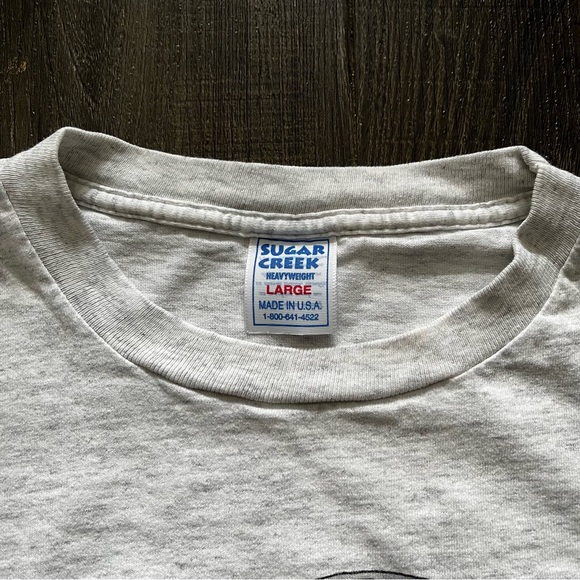 SUGAR
CREEK
HEAVYWEIGHT
LARGE
MADE IN U.S.A.
1-800-641-4522